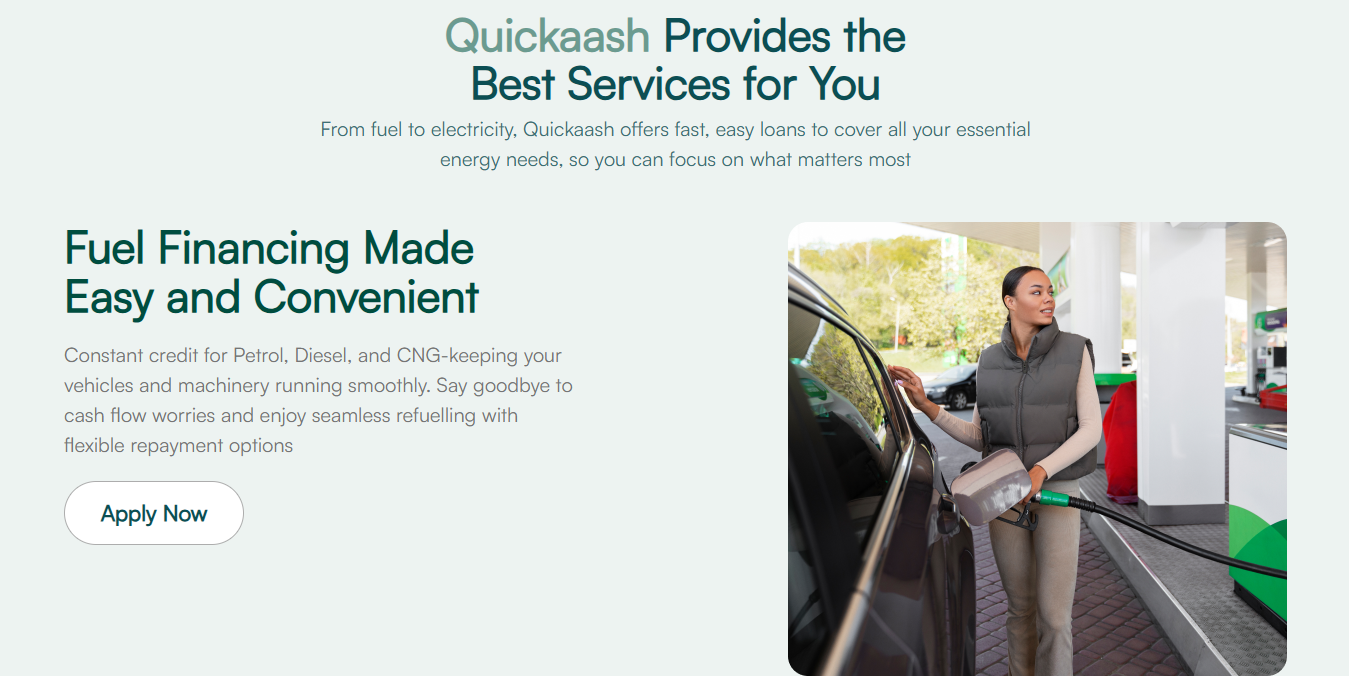 Quickaash Provides the
Best Services for You
From fuel to electricity, Quickaash offers fast, easy loans to cover all your essential
energy needs, so you can focus on what matters most
Fuel Financing Made
Easy and Convenient
Constant credit for Petrol, Diesel, and CNG-keeping your
vehicles and machinery running smoothly. Say goodbye to
cash flow worries and enjoy seamless refuelling with
flexible repayment options
Apply Now